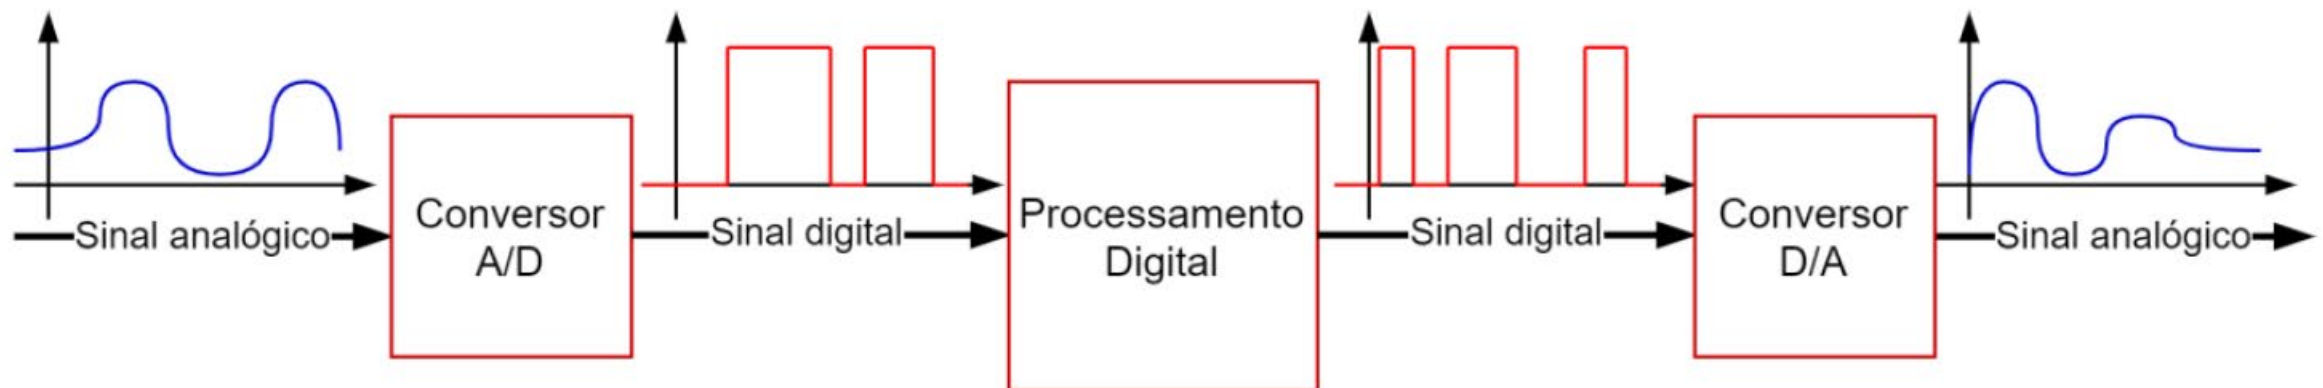 Sinal analógico
Conversor
A/D
Sinal digital
Processamento
Digital
Sinal digital
Conversor
D/A
Sinal analógico